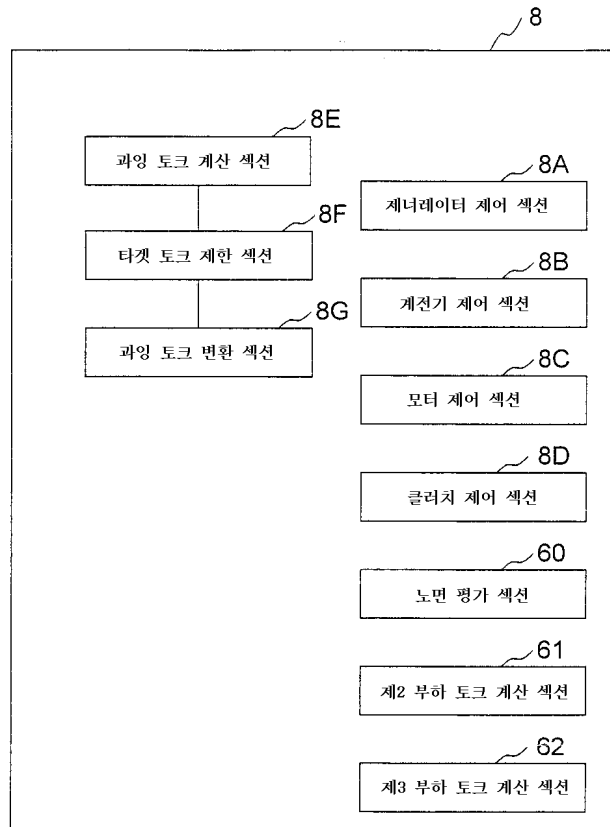 8
8E
과잉 토크 계산 섹션
8F
타겟 토크 제한 섹션
8G
과잉 토크 변환 섹션
8A
제너레이터 제어 섹션
8B
계전기 제어 섹션
8C
모터 제어 섹션
8D
클러치 제어 섹션
60
노면 평가 섹션
61
제2 부하 토크 계산 섹션
62
제3 부하 토크 계산 섹션